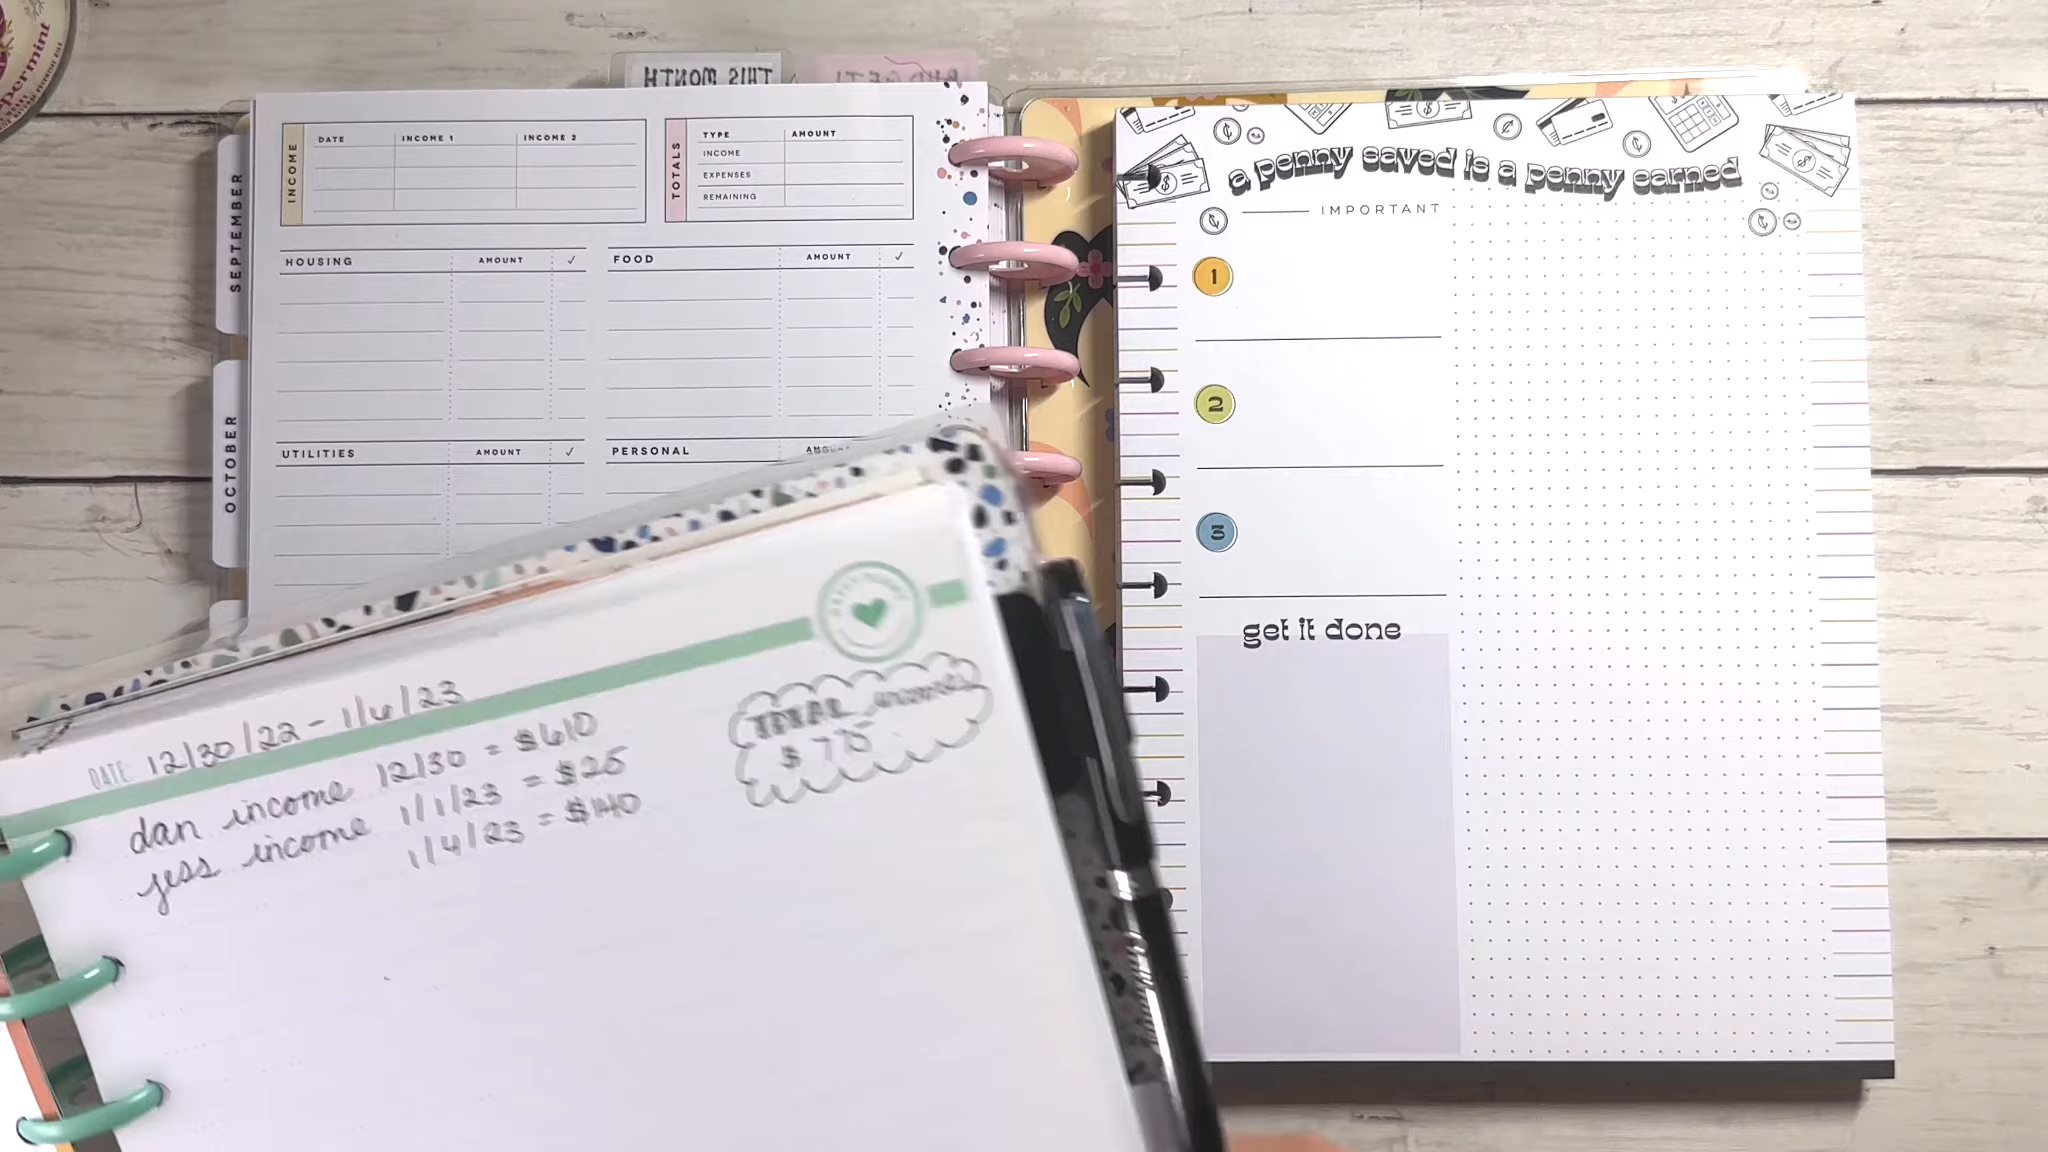 peppermint
THIS MONTH
BUDGET!
SEPTEMBER
OCTOBER
INCOME
DATE INCOME 1 INCOME 2
TOTALS
TYPE AMOUNT
INCOME
EXPENSES
REMAINING
HOUSING AMOUNT ✓
FOOD AMOUNT ✓
UTILITIES AMOUNT ✓
PERSONAL AMOUNT
a penny saved is a penny earned
IMPORTANT
1
2
3
get it done
DATE: 12/30/22 - 1/4/23
dan income 12/30 = $610
jess income 1/1/23 = $25
1/4/23 = $140
TOTAL income
$775